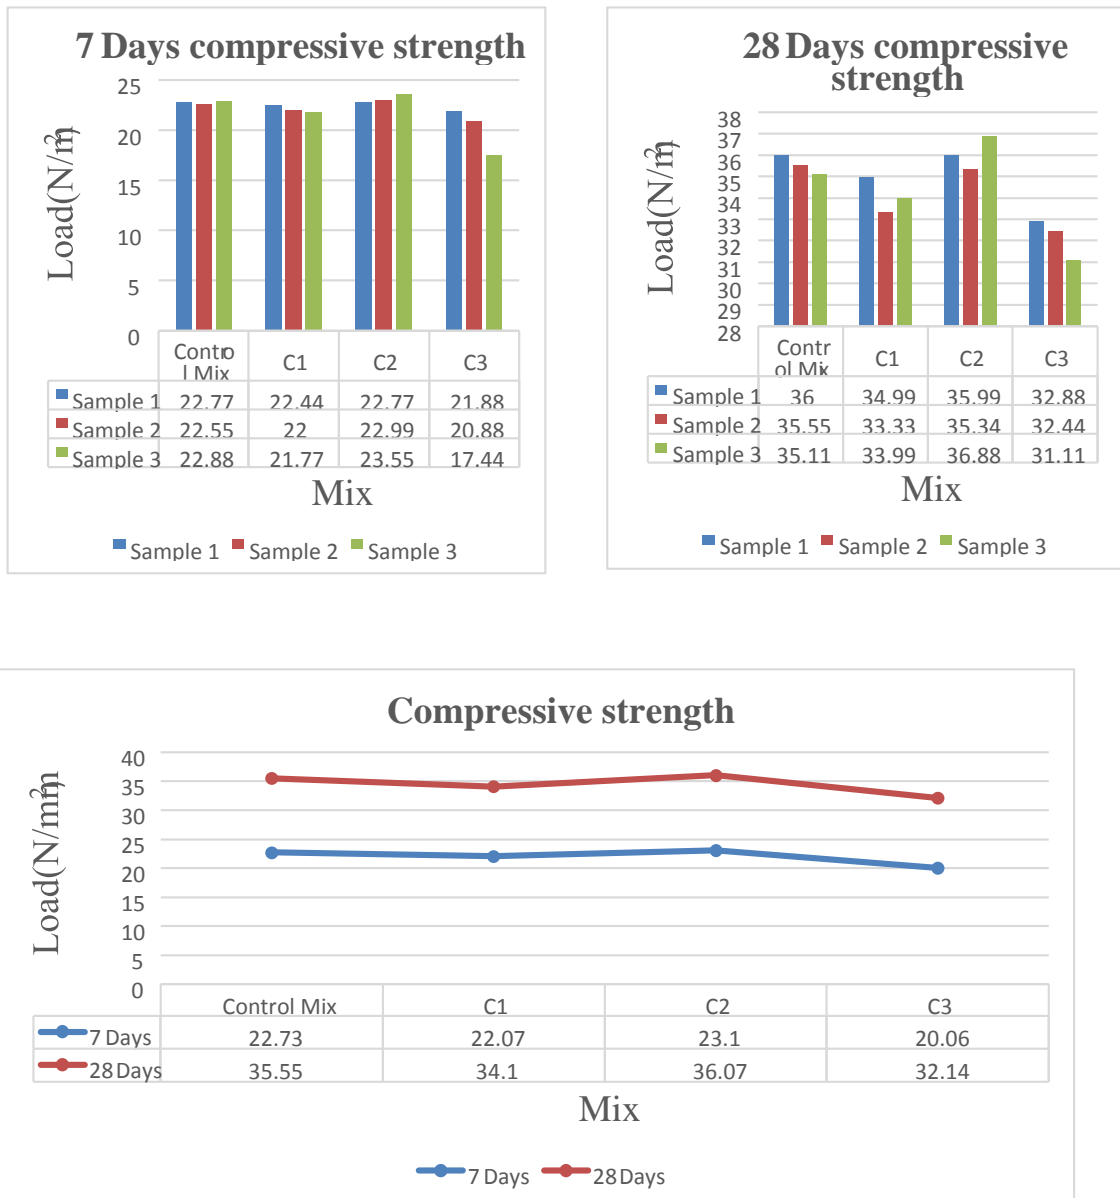 7 Days compressive strength
Load(N/m²)
25
20
15
10
5
0
Contro
l Mix
C1 C2 C3
Sample 1 22.77 22.44 22.77 21.88
Sample 2 22.55 22 22.99 20.88
Sample 3 22.88 21.77 23.55 17.44
Mix
Sample 1 Sample 2 Sample 3
28 Days compressive
strength
Load(N/m²)
38
37
36
35
34
33
32
31
30
29
28
Contr
ol Mix
C1 C2 C3
Sample 1 36 34.99 35.99 32.88
Sample 2 35.55 33.33 35.34 32.44
Sample 3 35.11 33.99 36.88 31.11
Mix
Sample 1 Sample 2 Sample 3
Compressive strength
Load(N/mm²)
40
35
30
25
20
15
10
5
0
Control Mix C1 C2 C3
7 Days 22.73 22.07 23.1 20.06
28 Days 35.55 34.1 36.07 32.14
Mix
7 Days 28 Days